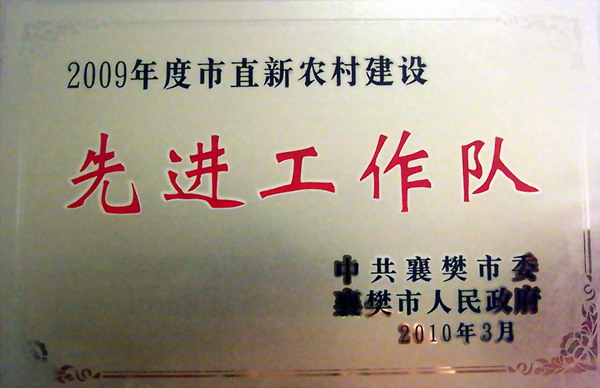 2009年度市直新农村建设
先进工作队
中共襄樊市委
襄樊市人民政府
2010年3月